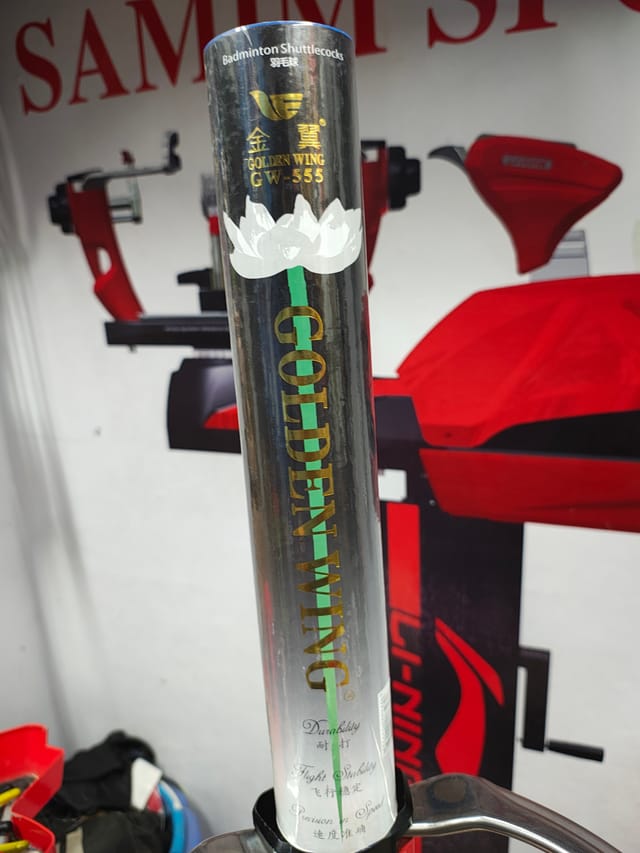 SAMIM SPO
Badminton Shuttlecocks
羽毛球
金翼®
GOLDEN WING
GW-555
GOLDEN WING®
Durability
耐打
Flight Stability
飞行稳定
Precision in Speed
速度准确
LI-NING